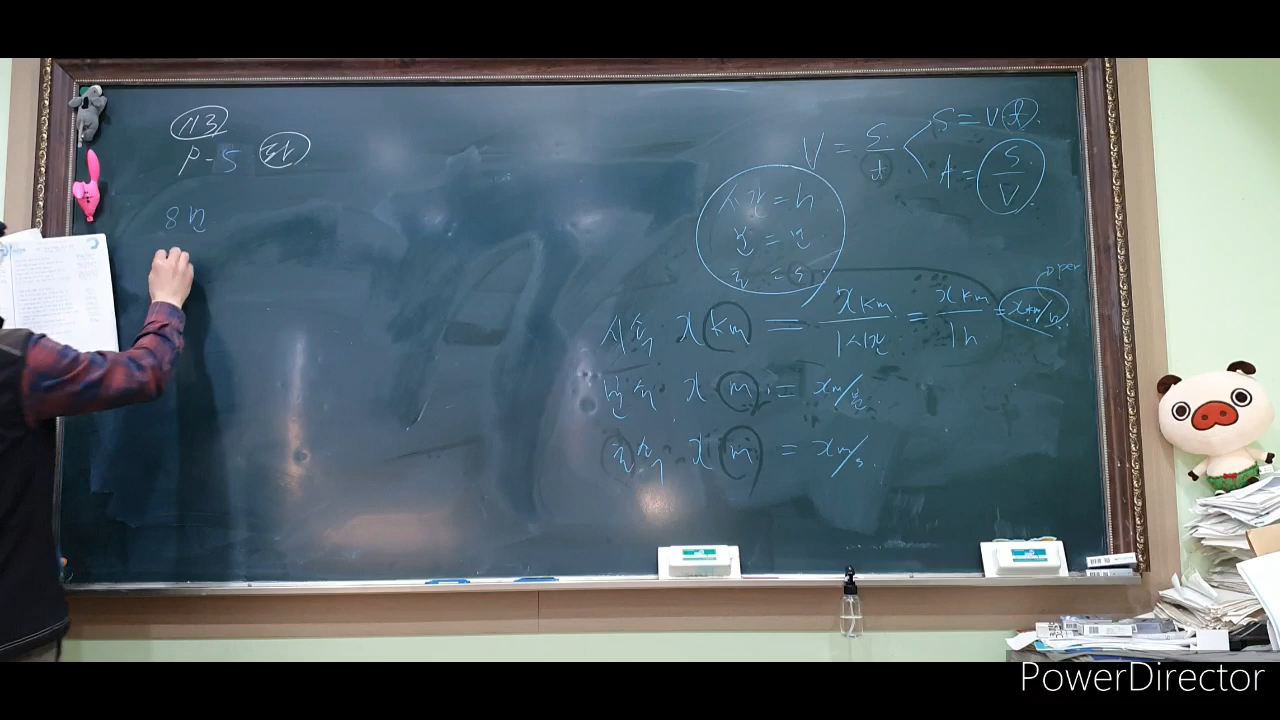 113
P-5
8번
V = S/t
S = Vt
t = S/V
시간 = h
분 = 분
초 = s
시속 x km = x km/1시간 = x km/1h = x km/h
per
분속 x m = x m/분
초속 x m = x m/s
PowerDirector